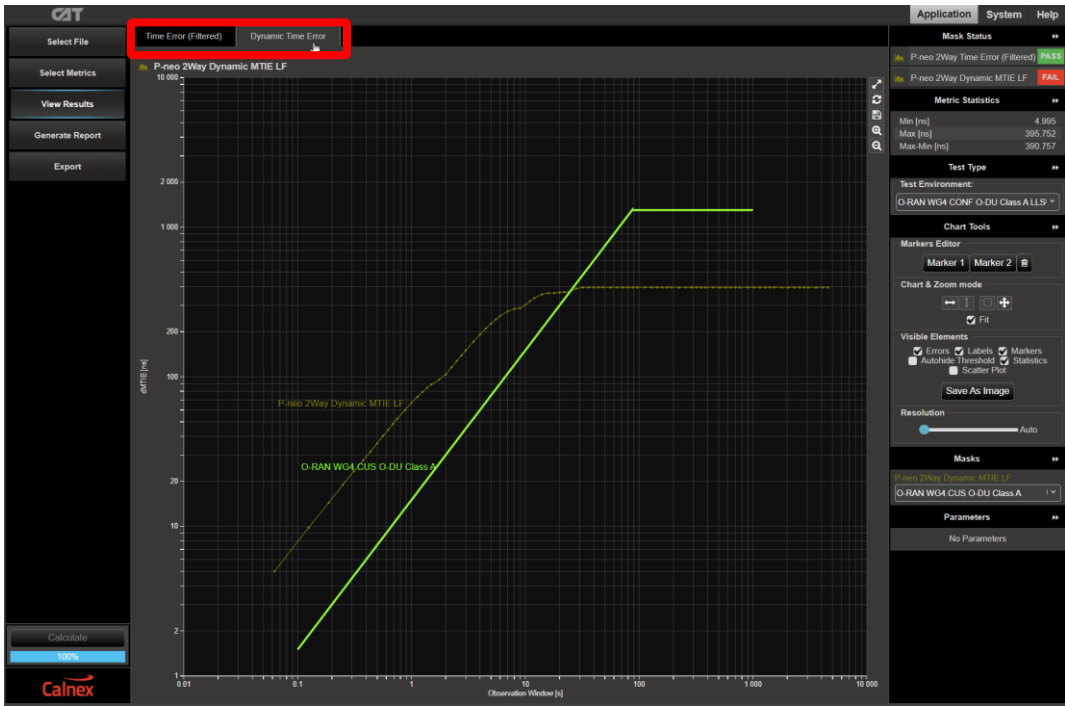 CAT
Application System Help
Select File
Select Metrics
View Results
Generate Report
Export
Time Error (Filtered) Dynamic Time Error
P-neo 2Way Dynamic MTIE LF
10 000
2 000
1 000
200
100
20
10
2
1
dMTIE [ns]
P-neo 2Way Dynamic MTIE LF
O-RAN WG4.CUS O-DU Class A
0.01 0.1 1 10 100 1 000 10 000
Observation Window [s]
Mask Status
P-neo 2Way Time Error (Filtered) PASS
P-neo 2Way Dynamic MTIE LF FAIL
Metric Statistics
Min [ns] 4.995
Max [ns] 395.752
Max-Min [ns] 390.757
Test Type
Test Environment:
O-RAN WG4 CONF O-DU Class A LLS
Chart Tools
Markers Editor
Marker 1 Marker 2
Chart & Zoom mode
Fit
Visible Elements
Errors Labels Markers
Autohide Threshold Statistics
Scatter Plot
Save As Image
Resolution
Auto
Masks
P-neo 2Way Dynamic MTIE LF
O-RAN WG4.CUS O-DU Class A
Parameters
No Parameters
Calculate
100%
Calnex